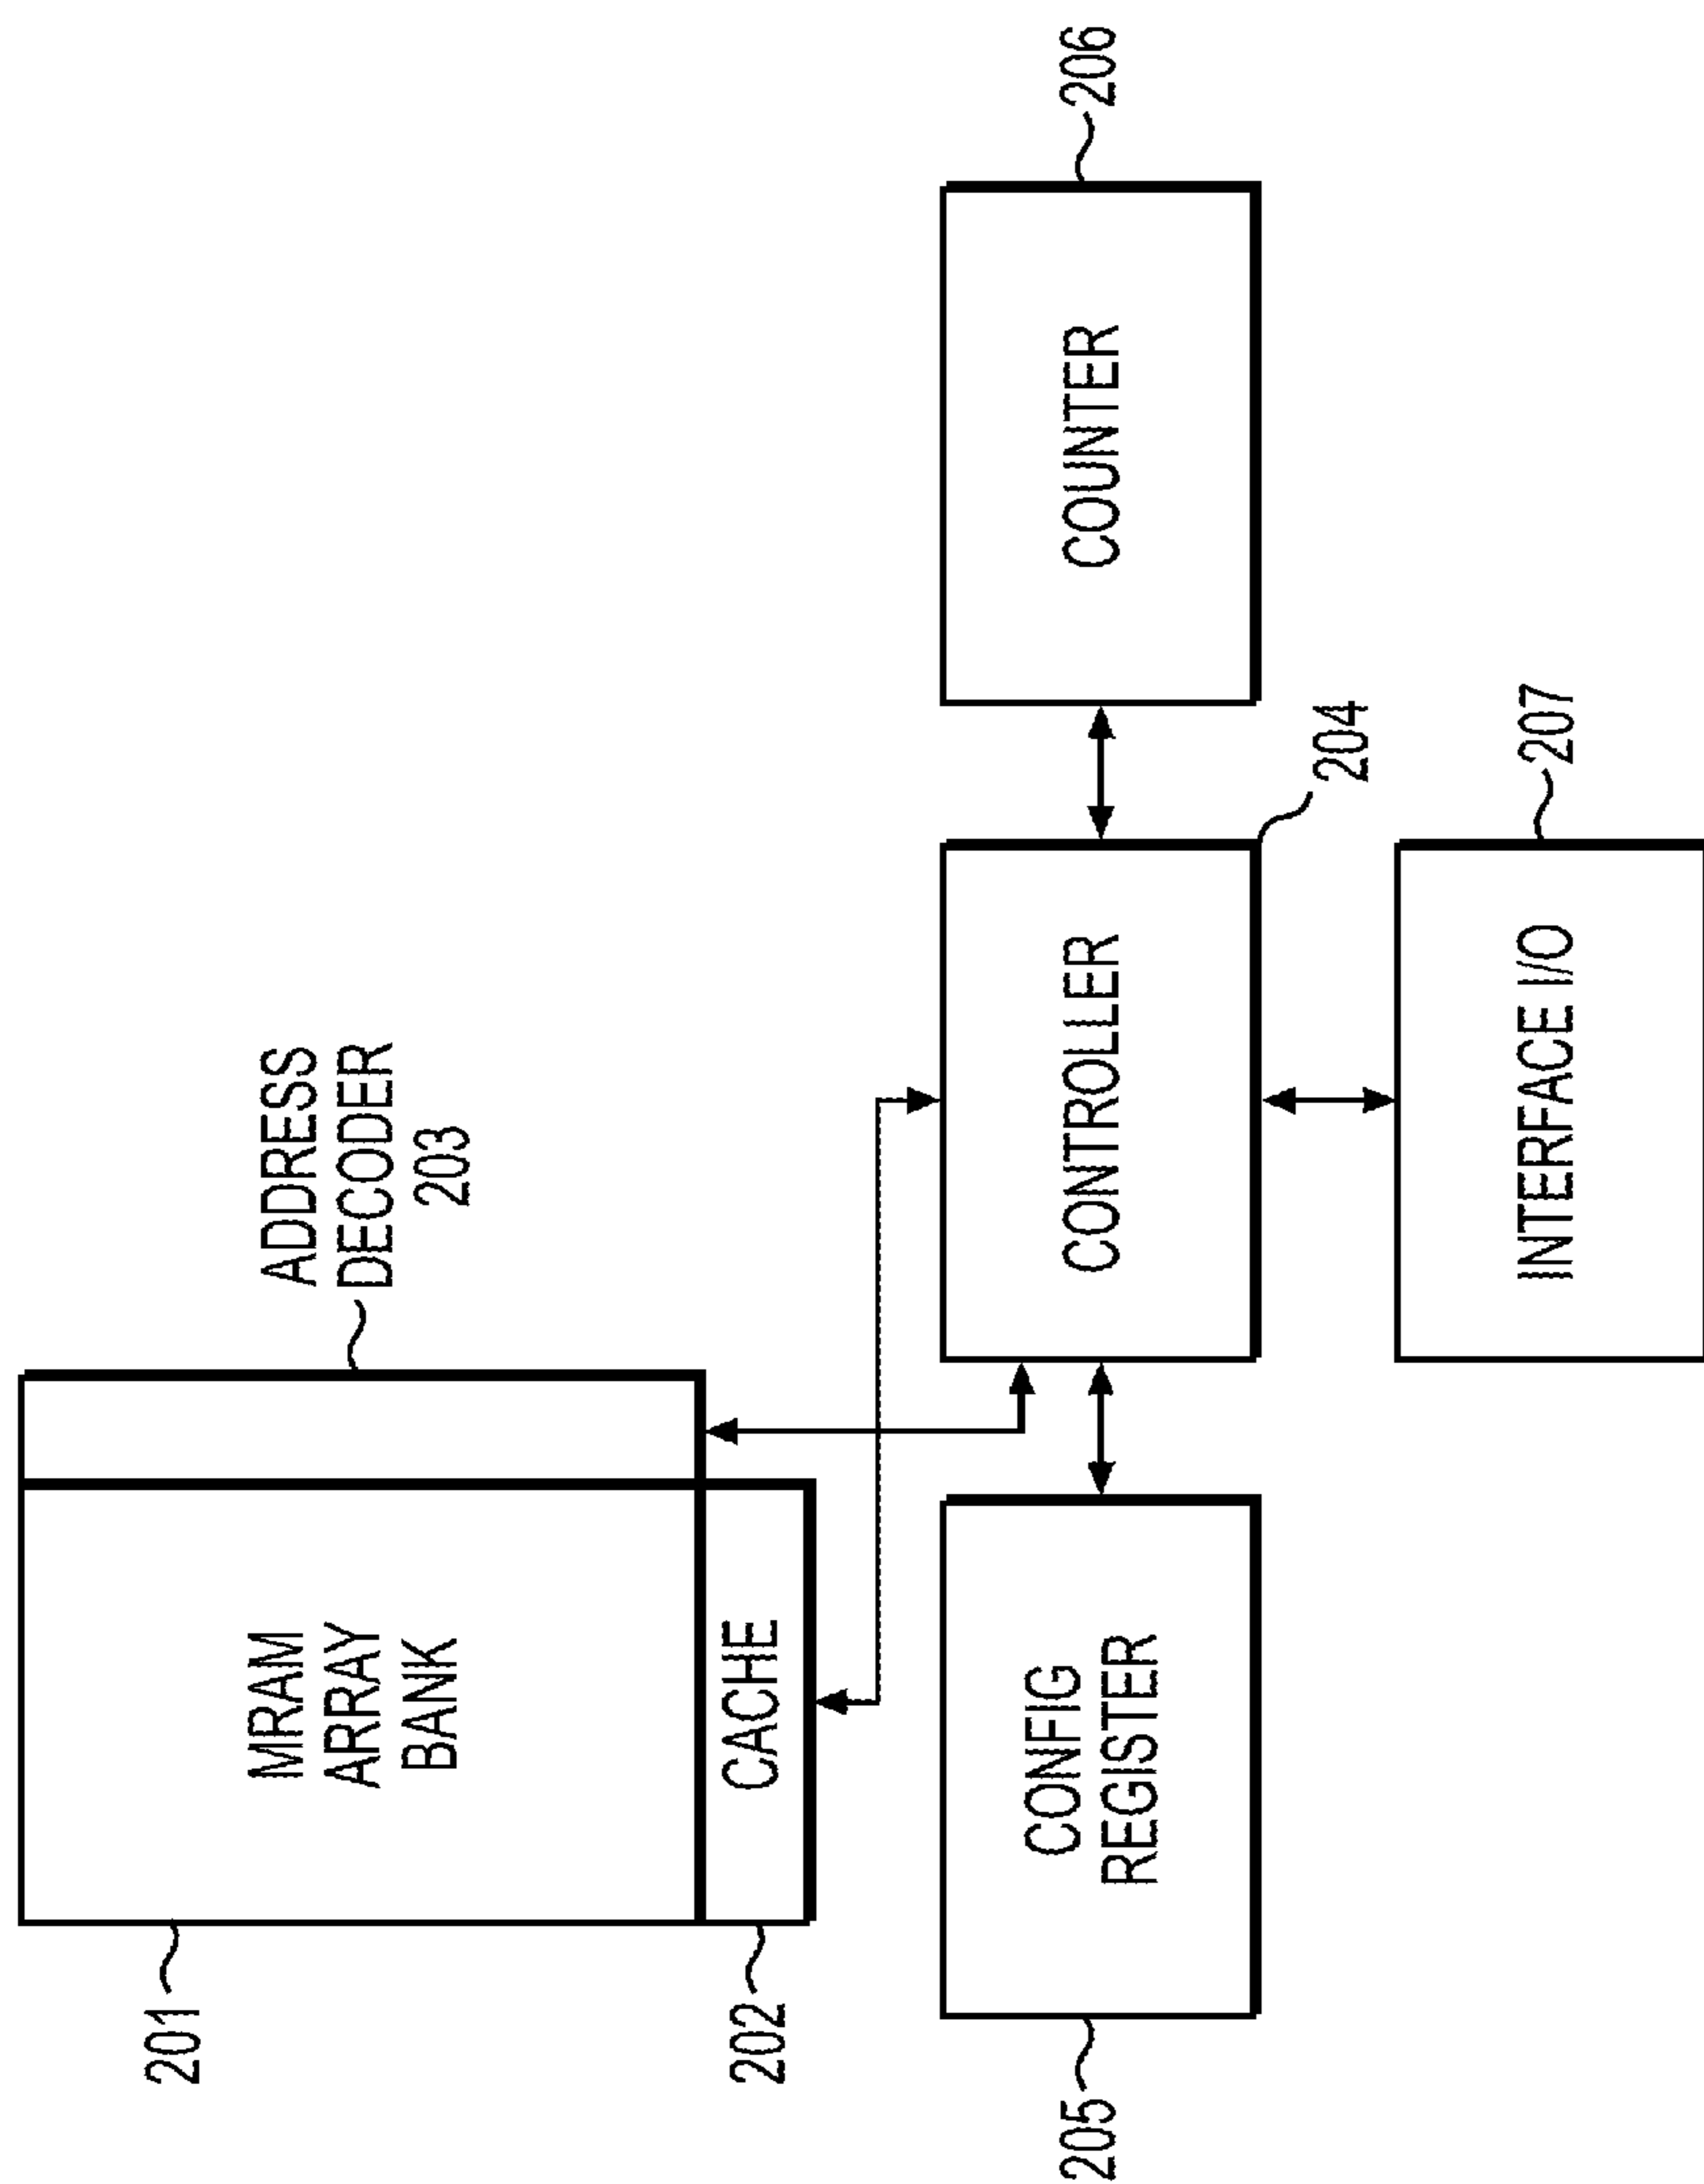 201
MRAM
ARRAY
BANK
ADDRESS
DECODER
203
202
CACHE
205
CONFIG
REGISTER
CONTROLLER
204
COUNTER
206
INTERFACE I/O
207